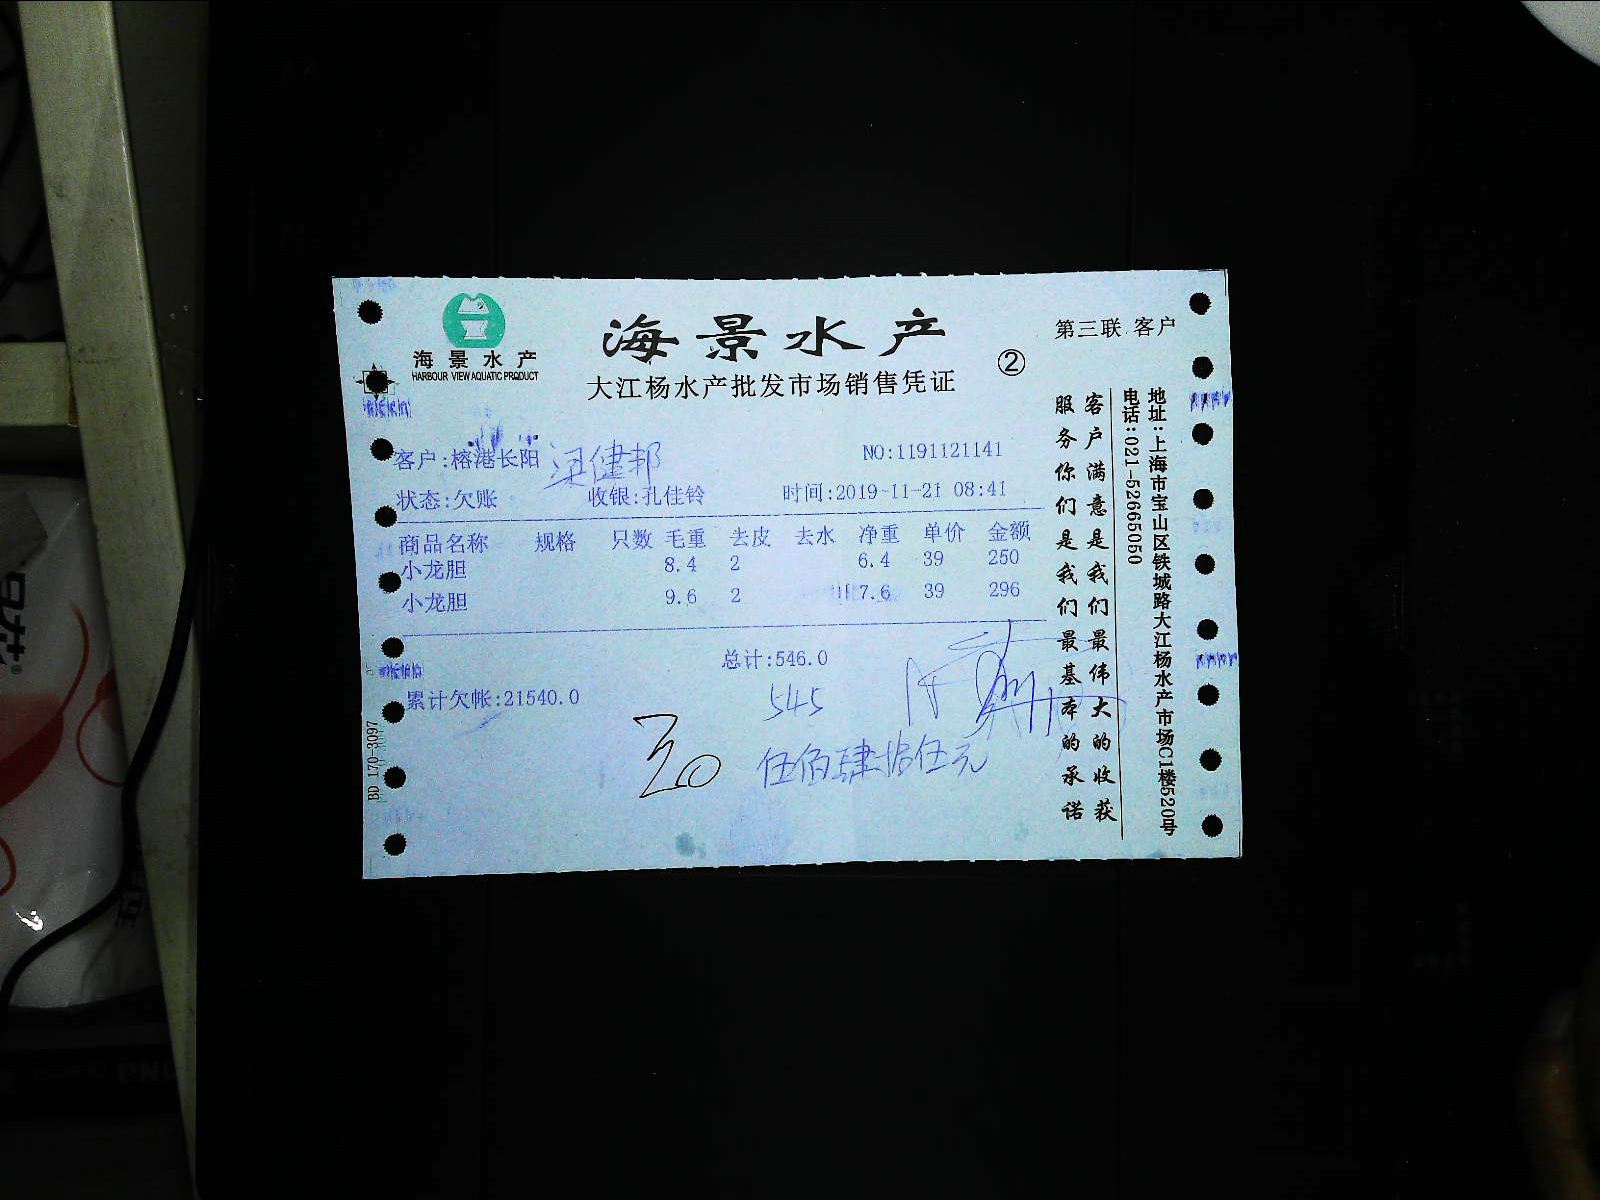 海景水产
HARBOUR VIEW AQUATIC PRODUCT
海景水产
大江杨水产批发市场销售凭证
②
第三联 客户
客户:榕港长阳 梁健邦
NO:1191121141
状态:欠账 收银:孔佳铃 时间:2019-11-21 08:41
商品名称 规格 只数 毛重 去皮 去水 净重 单价 金额
小龙胆 8.4 2 6.4 39 250
小龙胆 9.6 2 7.6 39 296
总计:546.0
累计欠帐:21540.0
545
伍佰肆拾伍元
BD 170-3097
客户满意是我们最伟大的收获
服务你们是我们最基本的承诺
地址:上海市宝山区铁城路大江杨水产市场C1楼520号
电话:021-52665050